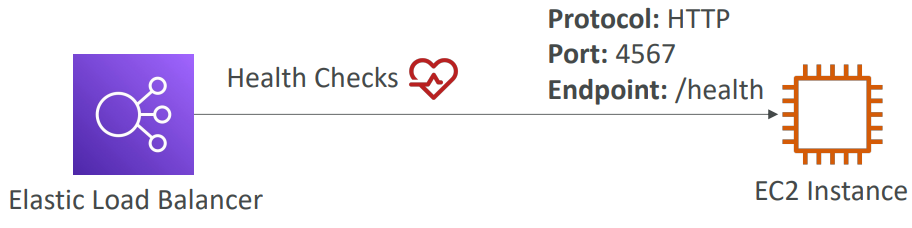 Protocol: HTTP
Port: 4567
Endpoint: /health
Health Checks
Elastic Load Balancer
EC2 Instance